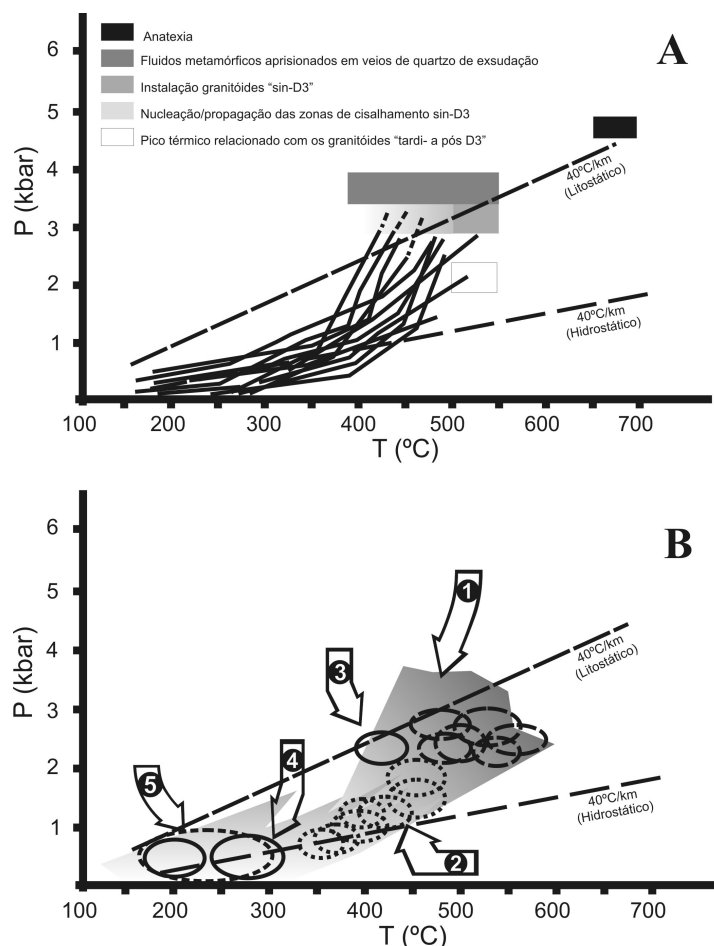 A
Anatexia
Fluidos metamórficos aprisionados em veios de quartzo de exsudação
Instalação granitóides “sin-D3”
Nucleação/propagação das zonas de cisalhamento sin-D3
Pico térmico relacionado com os granitóides “tardi- a pós D3”
P (kbar)
6
5
4
3
2
1
40ºC/km
(Litostático)
40ºC/km
(Hidrostático)
100 200 300 400 500 600 700
T (ºC)
B
P (kbar)
6
5
4
3
2
1
1
3
4
5
2
40ºC/km
(Litostático)
40ºC/km
(Hidrostático)
100 200 300 400 500 600 700
T (ºC)